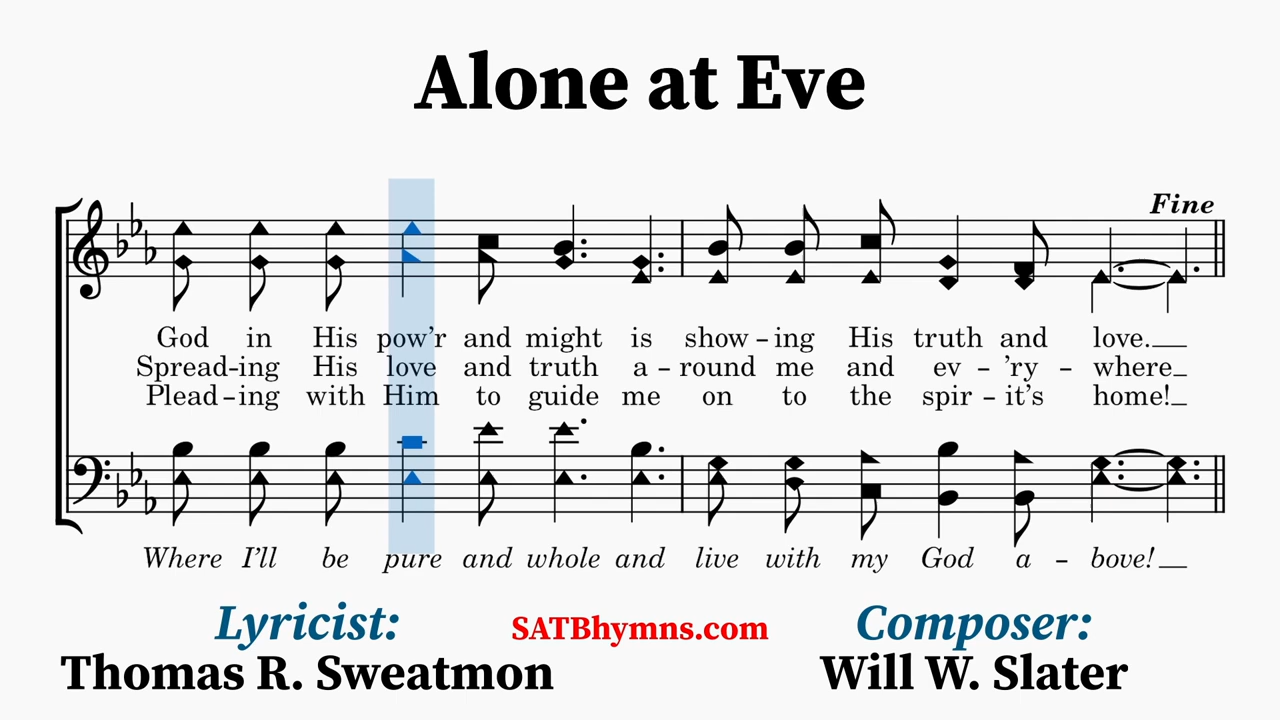 Alone at Eve
Fine
God in His pow'r and might is show – ing His truth and love.
Spread–ing His love and truth a – round me and ev – 'ry – where
Plead–ing with Him to guide me on to the spir – it's home!
Where I'll be pure and whole and live with my God a – bove!
Lyricist: SATBhymns.com Composer:
Thomas R. Sweatmon Will W. Slater